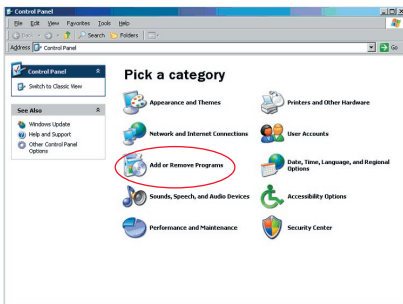 Control Panel
File Edit View Favorites Tools Help
Back Search Folders
Address Control Panel Go
Control Panel
Switch to Classic View
See Also
Windows Update
Help and Support
Other Control Panel
Options
Pick a category
Appearance and Themes
Printers and Other Hardware
Network and Internet Connections
User Accounts
Add or Remove Programs
Date, Time, Language, and Regional
Options
Sounds, Speech, and Audio Devices
Accessibility Options
Performance and Maintenance
Security Center